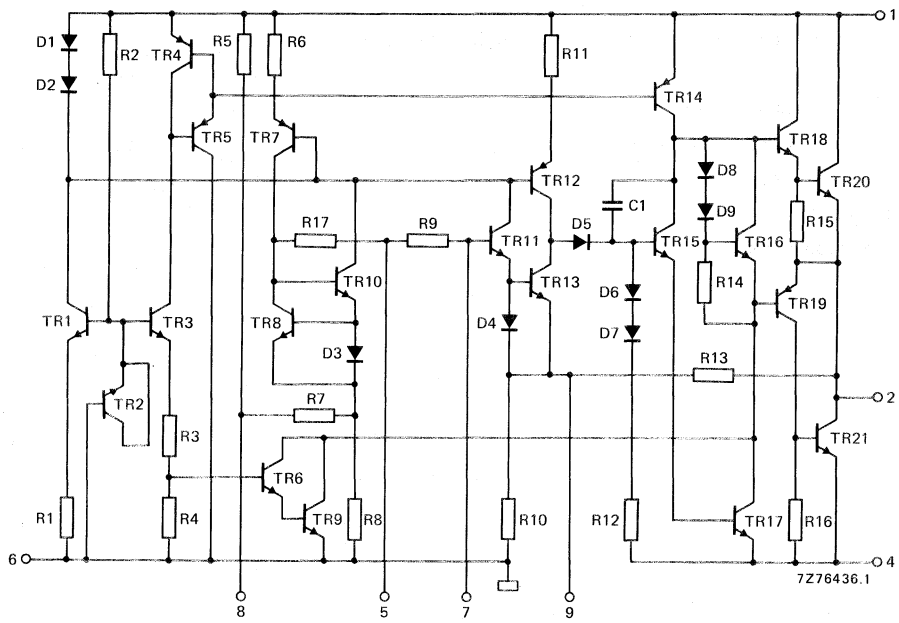 1
D1
R2
TR4
R5
R6
R11
D2
TR14
TR5
TR7
TR18
TR12
D8
TR20
C1
D9
R15
R17
R9
D5
TR11
TR15
TR16
TR10
TR13
D6
R14
TR19
TR1
TR3
TR8
D4
D7
D3
R13
TR2
R7
2
R3
TR21
TR6
R1
R4
TR9
R8
R10
R12
TR17
R16
6
4
7Z76436.1
8
5
7
9